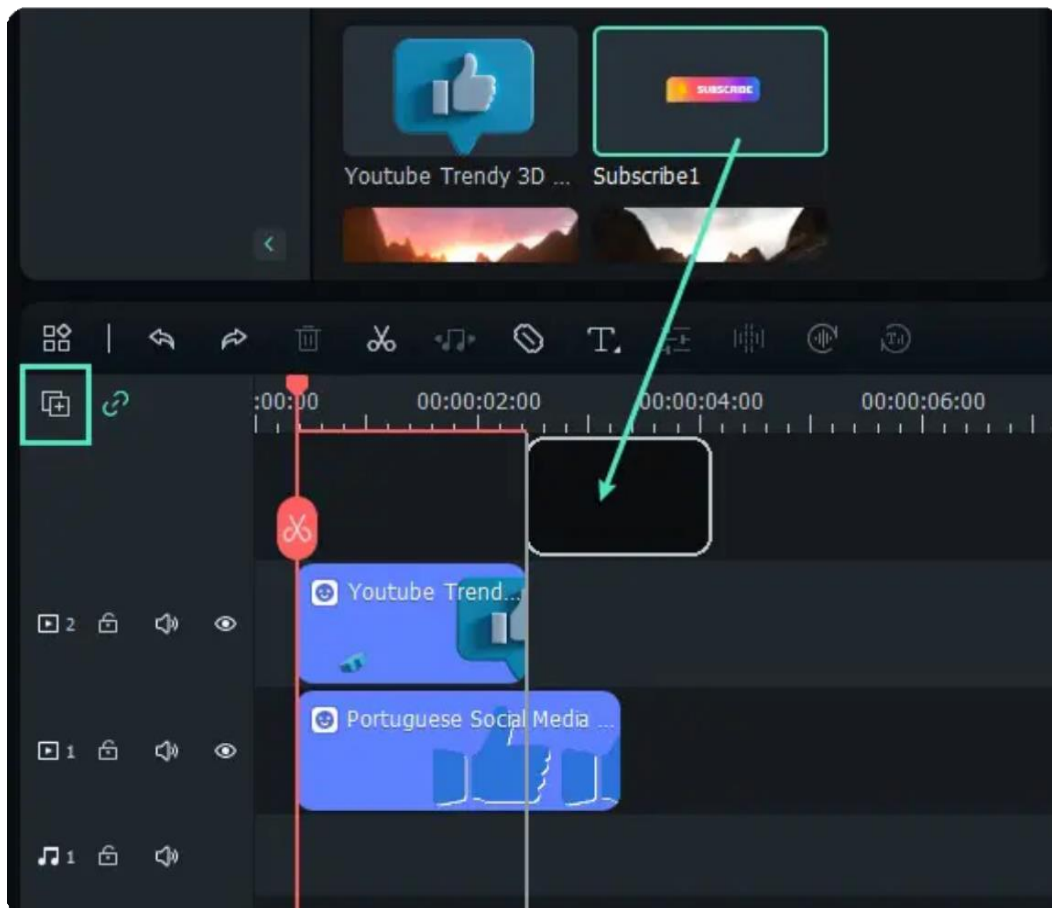 SUBSCRIBE
Youtube Trendy 3D ...
Subscribe1
:00:00
00:00:02:00
00:00:04:00
00:00:06:00
Youtube Trend...
2
Portuguese Social Media ...
1
1